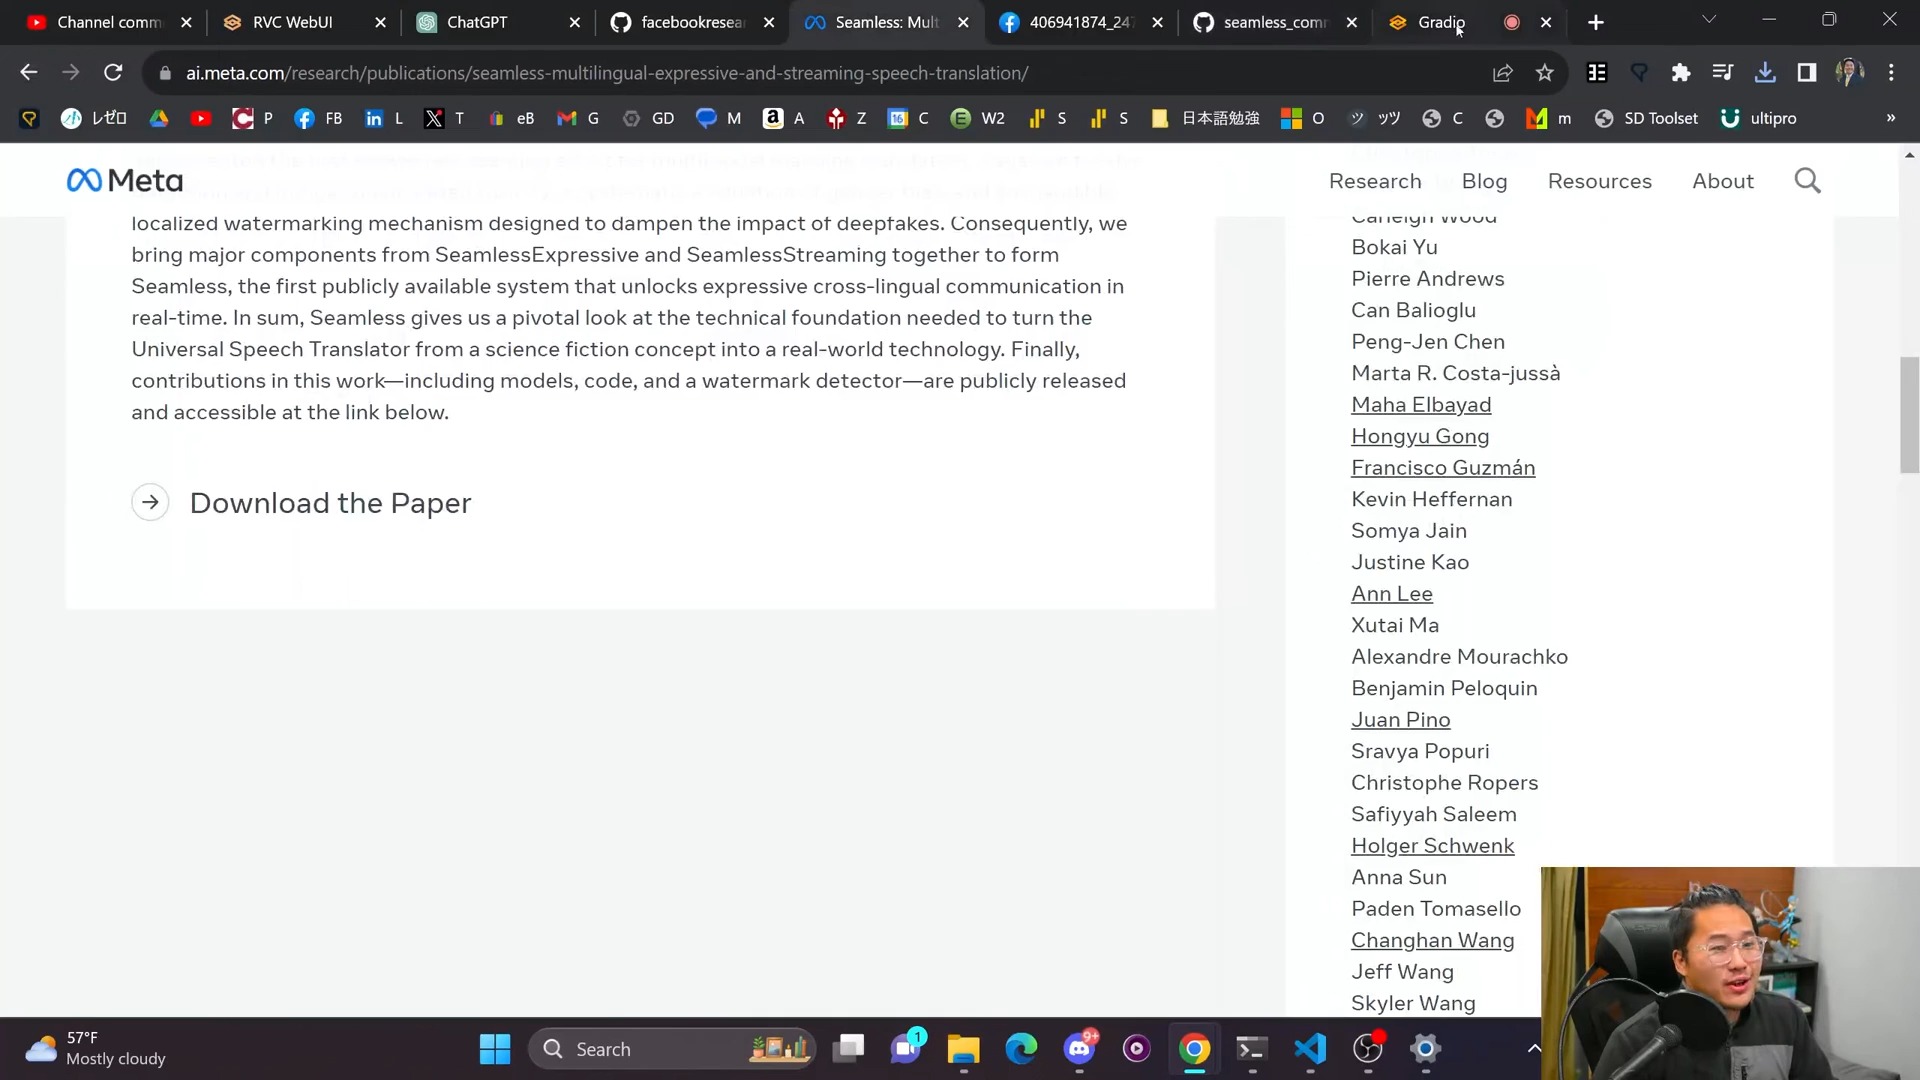 Channel comm
RVC WebUI
ChatGPT
facebookresea
Seamless: Mult
406941874_247
seamless_comm
Gradio
ai.meta.com/research/publications/seamless-multilingual-expressive-and-streaming-speech-translation/
レゼロ
P
FB
L
T
eB
G
GD
M
A
Z
C
W2
S
S
日本語勉強
O
ッツ
C
m
SD Toolset
ultipro
»
Meta
Research
Blog
Resources
About
localized watermarking mechanism designed to dampen the impact of deepfakes. Consequently, we
bring major components from SeamlessExpressive and SeamlessStreaming together to form
Seamless, the first publicly available system that unlocks expressive cross-lingual communication in
real-time. In sum, Seamless gives us a pivotal look at the technical foundation needed to turn the
Universal Speech Translator from a science fiction concept into a real-world technology. Finally,
contributions in this work—including models, code, and a watermark detector—are publicly released
and accessible at the link below.
Download the Paper
Carleigh Wood
Bokai Yu
Pierre Andrews
Can Balioglu
Peng-Jen Chen
Marta R. Costa-jussà
Maha Elbayad
Hongyu Gong
Francisco Guzmán
Kevin Heffernan
Somya Jain
Justine Kao
Ann Lee
Xutai Ma
Alexandre Mourachko
Benjamin Peloquin
Juan Pino
Sravya Popuri
Christophe Ropers
Safiyyah Saleem
Holger Schwenk
Anna Sun
Paden Tomasello
Changhan Wang
Jeff Wang
Skyler Wang
57°F
Mostly cloudy
Search
1
9+